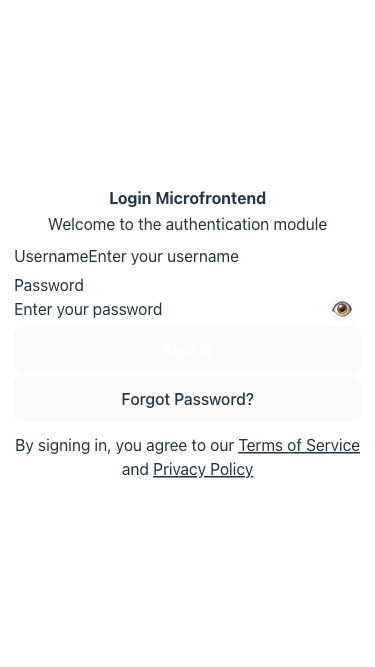 Login Microfrontend
Welcome to the authentication module
UsernameEnter your username
Password
Enter your password
Sign In
Forgot Password?
By signing in, you agree to our Terms of Service
and Privacy Policy